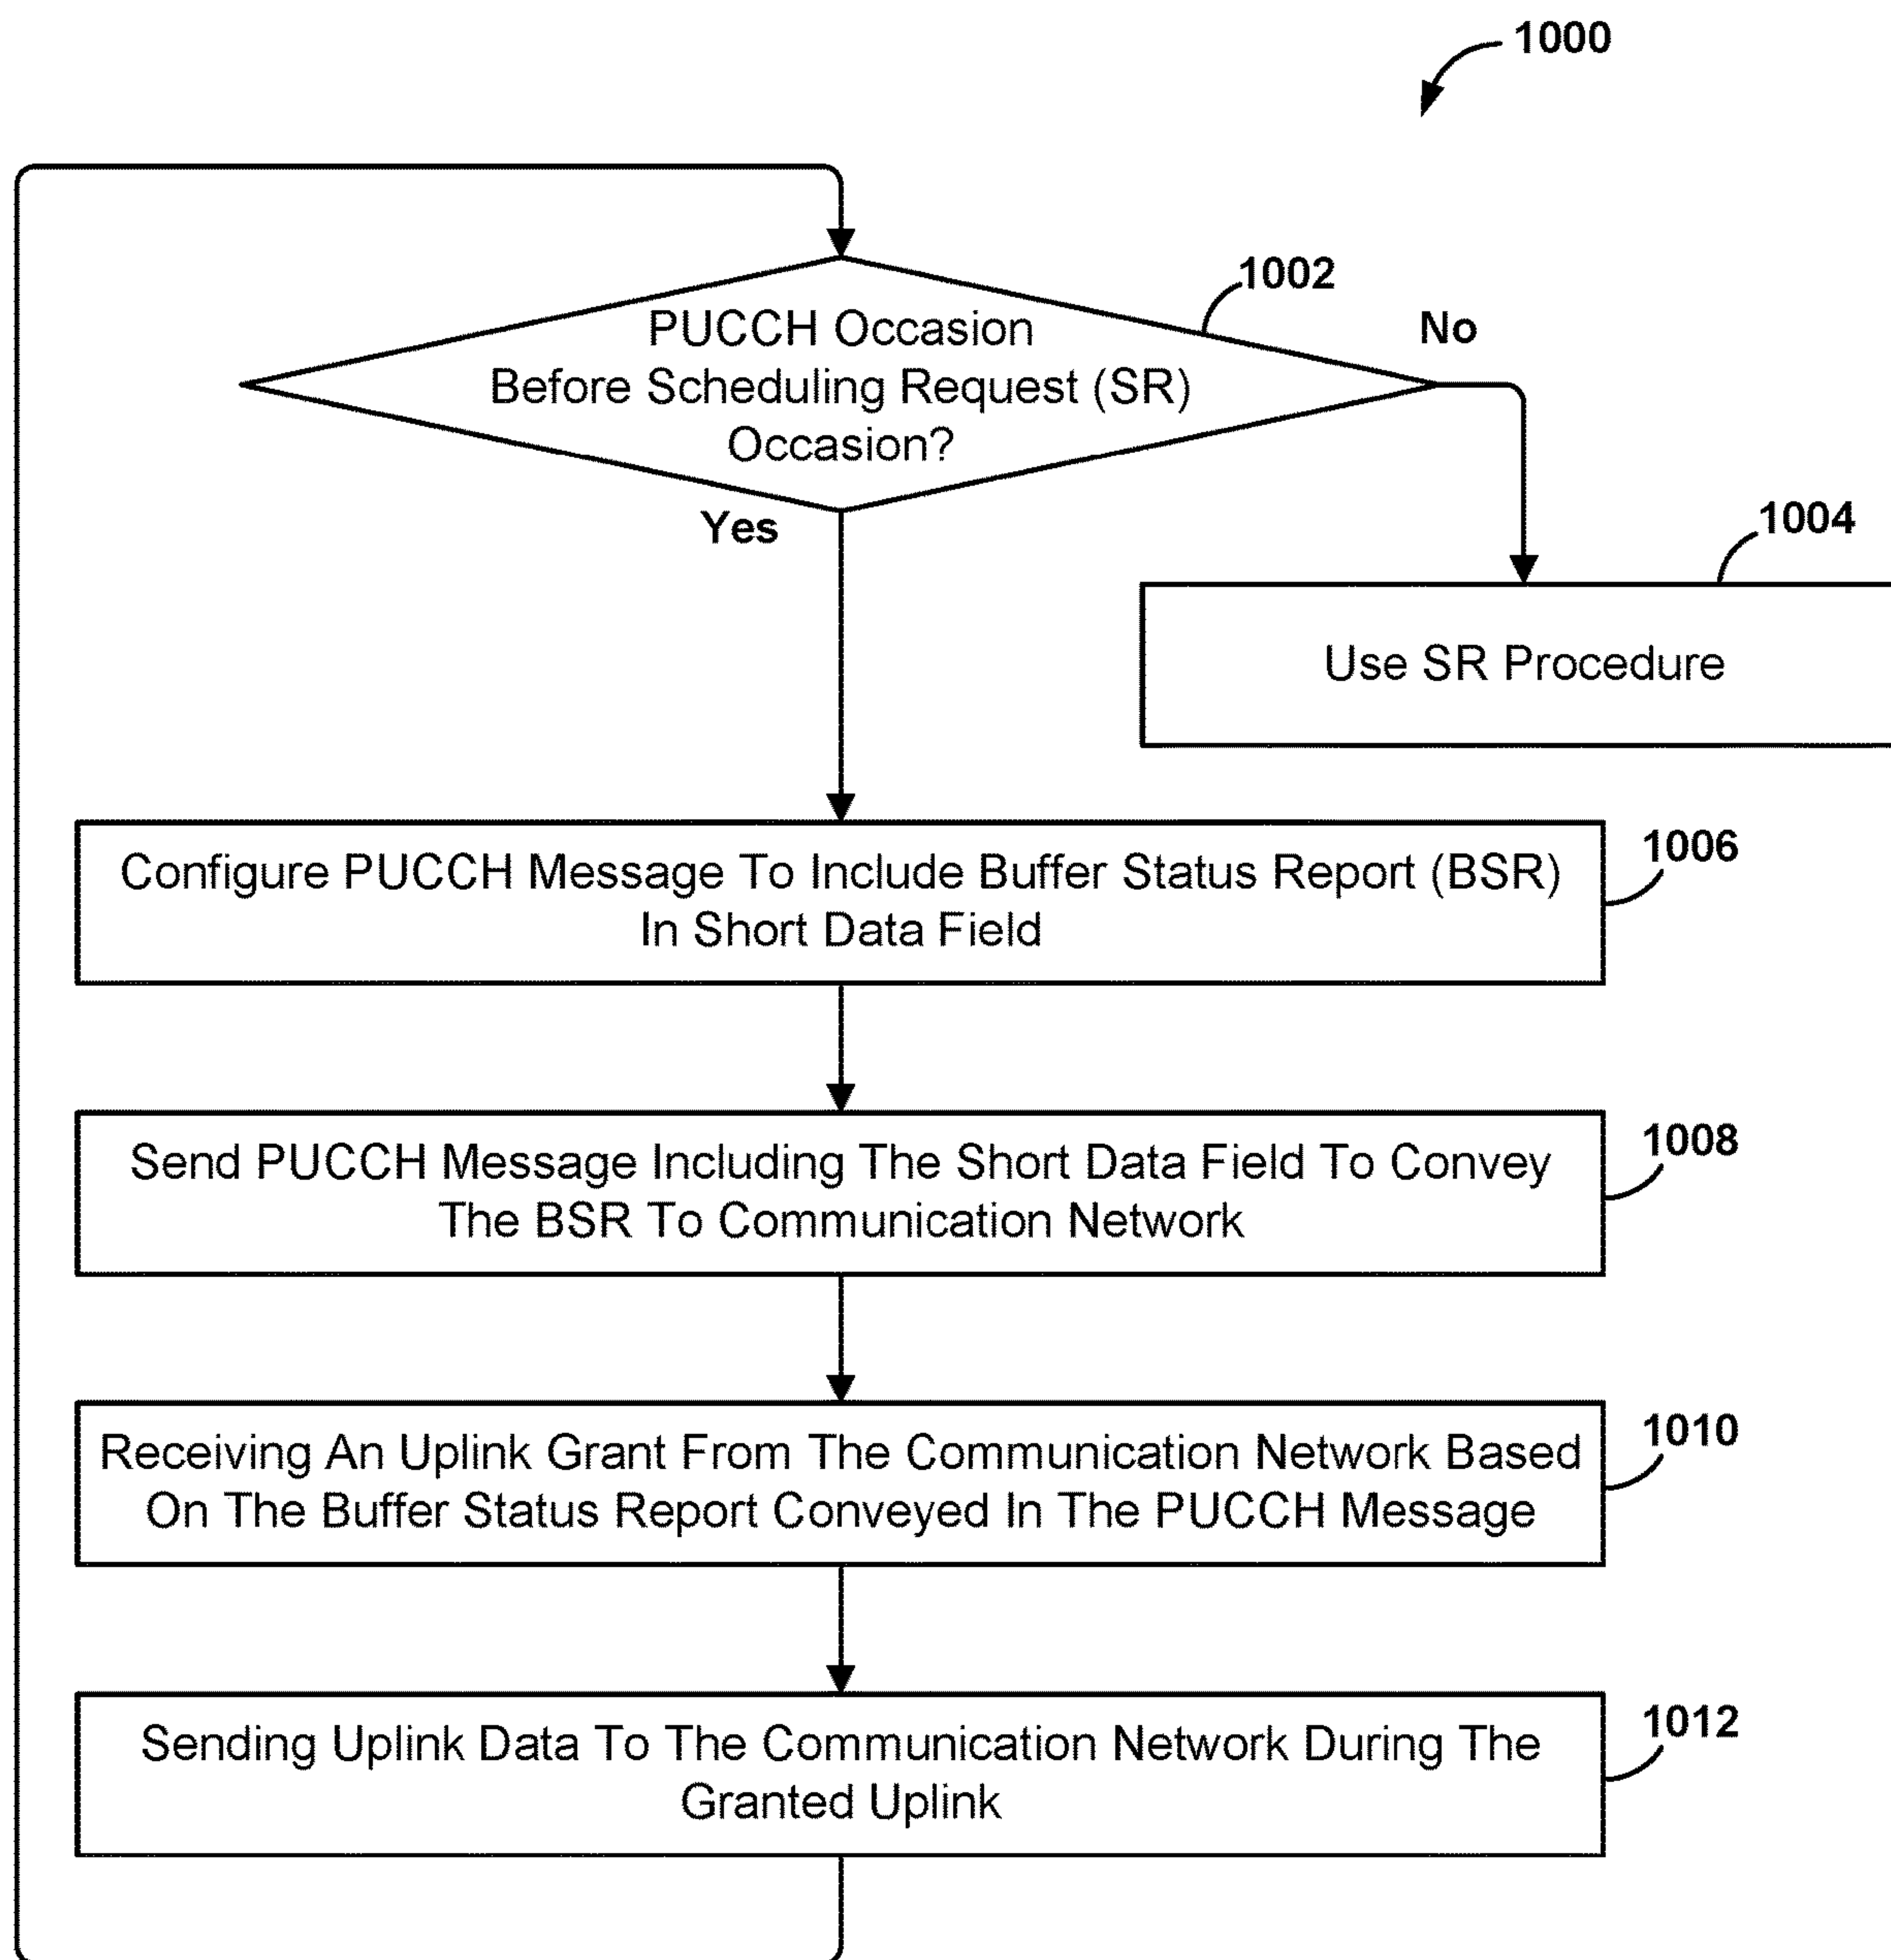 1000
1002
PUCCH Occasion
Before Scheduling Request (SR)
Occasion?
No
Yes
1004
Use SR Procedure
1006
Configure PUCCH Message To Include Buffer Status Report (BSR)
In Short Data Field
1008
Send PUCCH Message Including The Short Data Field To Convey
The BSR To Communication Network
1010
Receiving An Uplink Grant From The Communication Network Based
On The Buffer Status Report Conveyed In The PUCCH Message
1012
Sending Uplink Data To The Communication Network During The
Granted Uplink